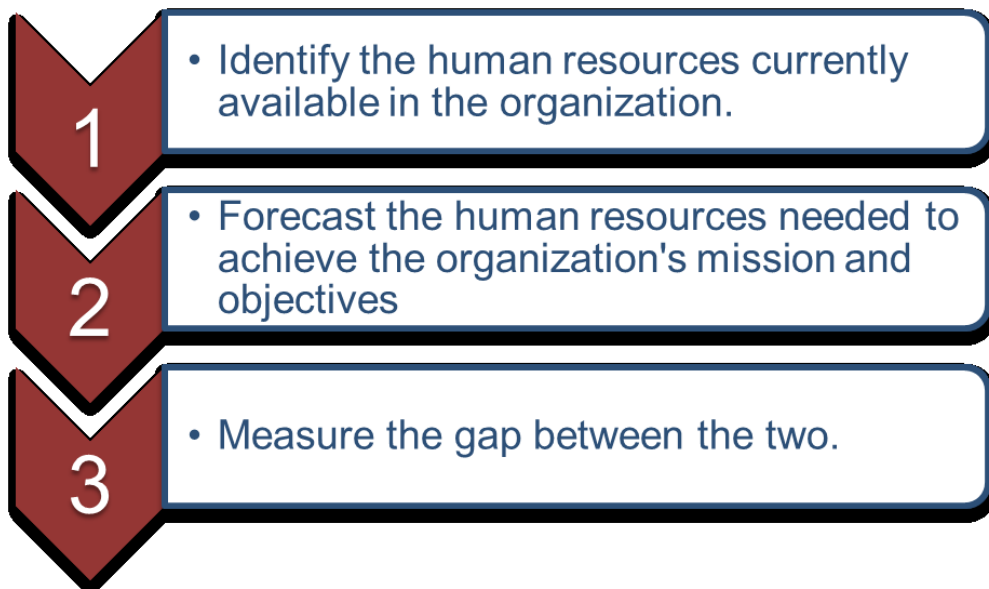 1
• Identify the human resources currently
available in the organization.
2
• Forecast the human resources needed to
achieve the organization's mission and
objectives
3
• Measure the gap between the two.